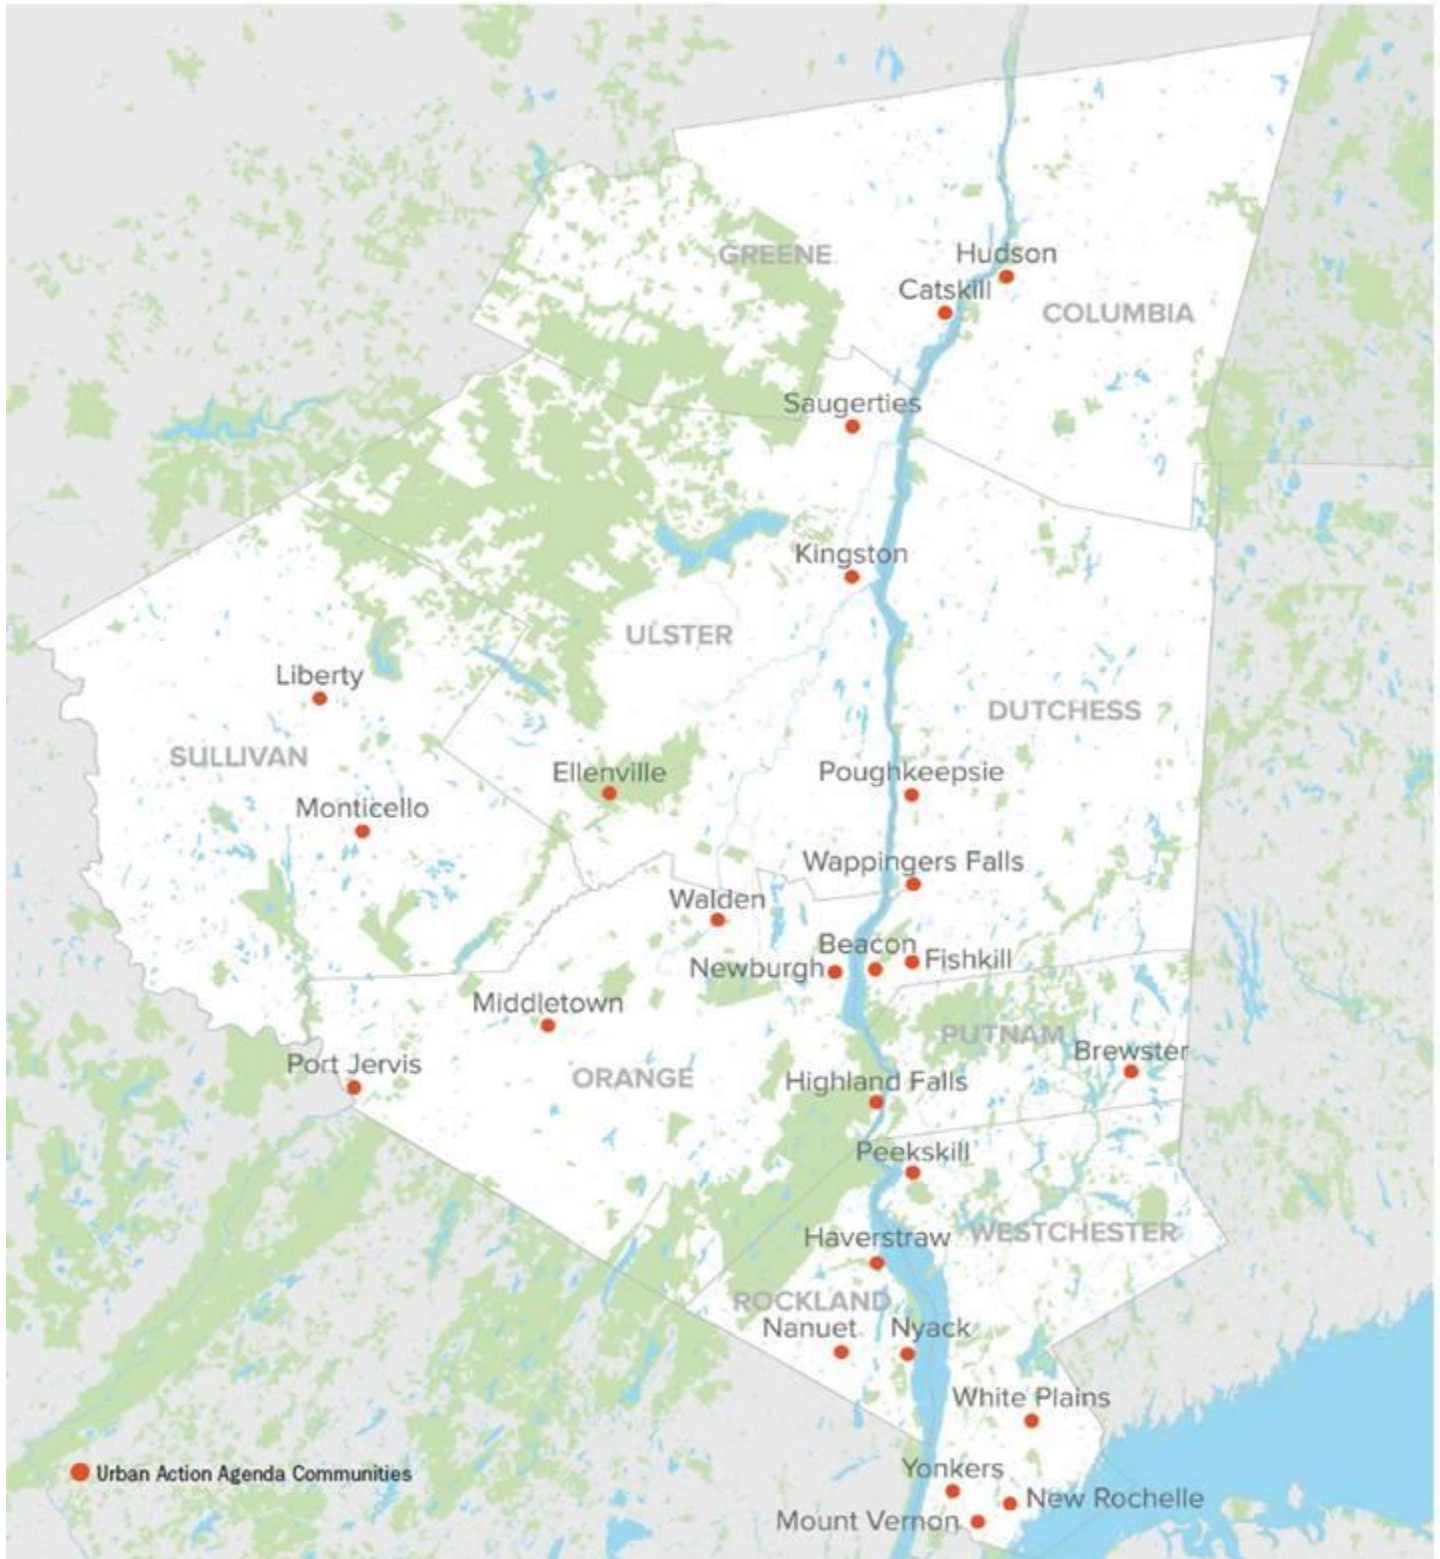 GREENE
Hudson
Catskill
COLUMBIA
Saugerties
Kingston
ULSTER
Liberty
DUTCHESS
SULLIVAN
Ellenville
Poughkeepsie
Monticello
Wappingers Falls
Walden
Beacon
Newburgh
Fishkill
Middletown
PUTNAM
Brewster
Port Jervis
ORANGE
Highland Falls
Peekskill
Haverstraw
WESTCHESTER
ROCKLAND
Nanuet
Nyack
White Plains
Yonkers
Urban Action Agenda Communities
New Rochelle
Mount Vernon